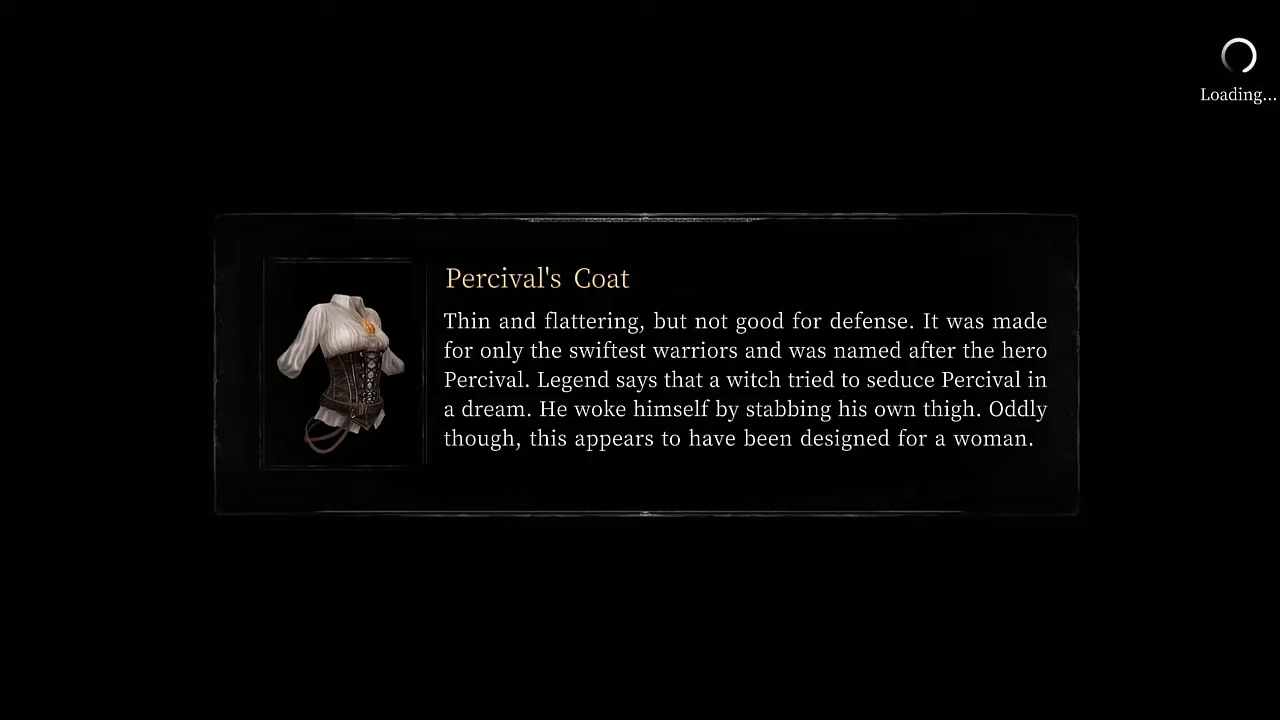 Loading...
Percival's Coat
Thin and flattering, but not good for defense. It was made
for only the swiftest warriors and was named after the hero
Percival. Legend says that a witch tried to seduce Percival in
a dream. He woke himself by stabbing his own thigh. Oddly
though, this appears to have been designed for a woman.